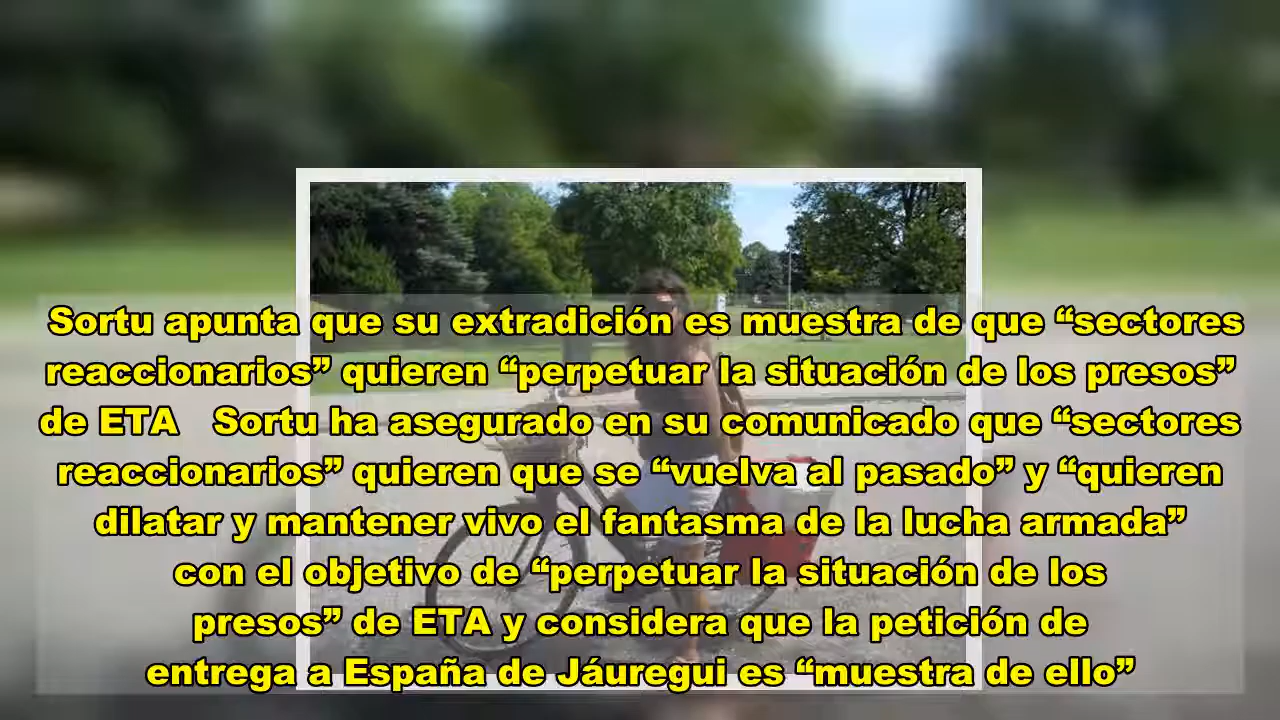 Sortu apunta que su extradición es muestra de que “sectores
reaccionarios” quieren “perpetuar la situación de los presos”
de ETA Sortu ha asegurado en su comunicado que “sectores
reaccionarios” quieren que se “vuelva al pasado” y “quieren
dilatar y mantener vivo el fantasma de la lucha armada”
con el objetivo de “perpetuar la situación de los
presos” de ETA y considera que la petición de
entrega a España de Jáuregui es “muestra de ello”